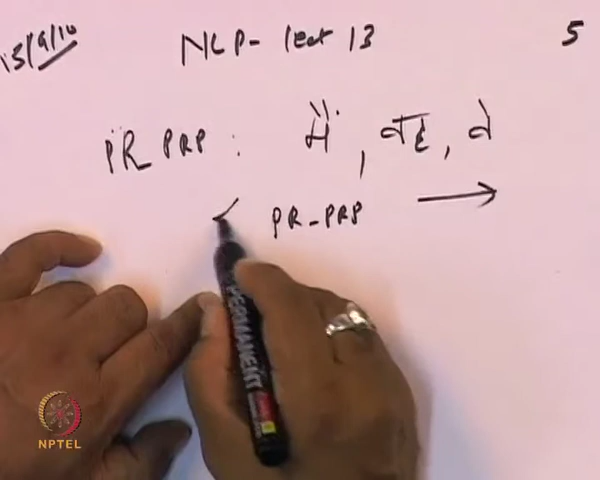 13/9/10 NLP- lect 13 5
PR PRP : मैं , वह , वे
PR-PRP →
PERMANENT
NPTEL